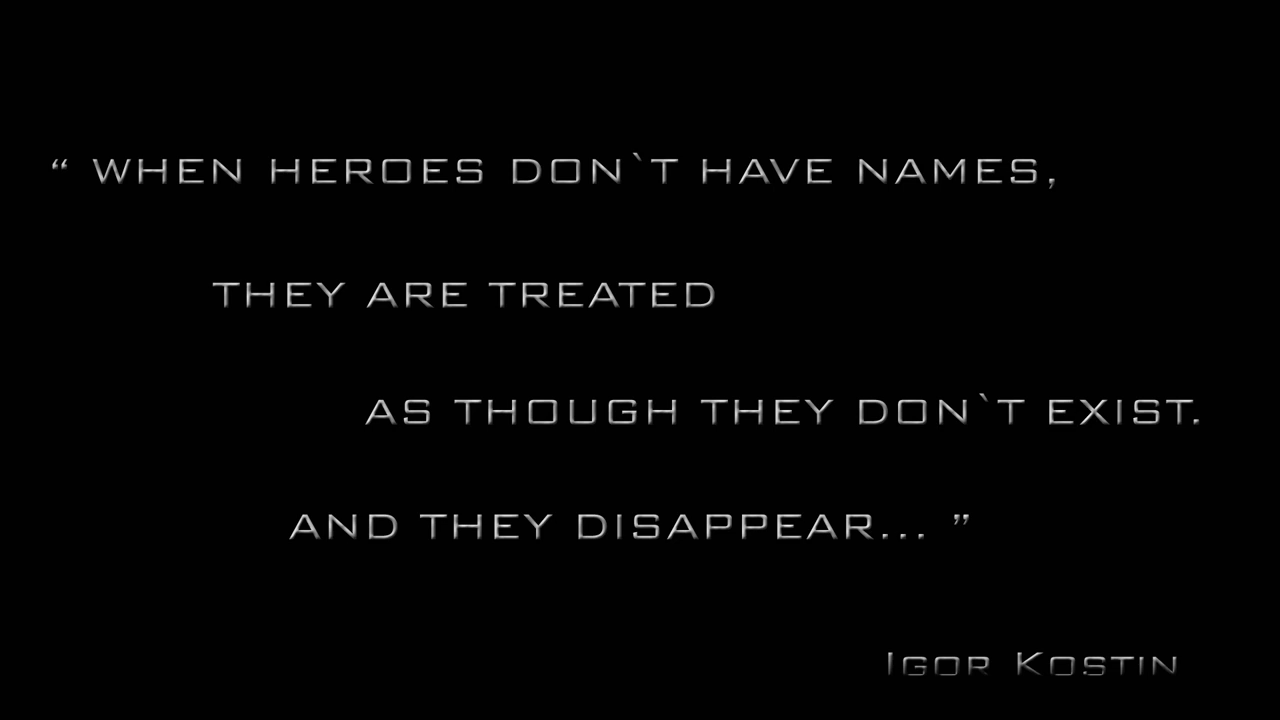 “ WHEN HEROES DON`T HAVE NAMES,
THEY ARE TREATED
AS THOUGH THEY DON`T EXIST.
AND THEY DISAPPEAR... ”
IGOR KOSTIN